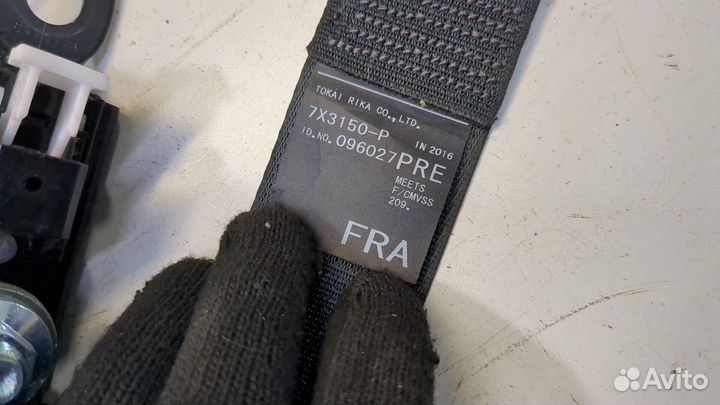 TOKAI RIKA CO.,LTD.
7X3150-P IN 2016
ID.NO. 096027PRE
MEETS
F/CMVSS
209.
FRA
Avito